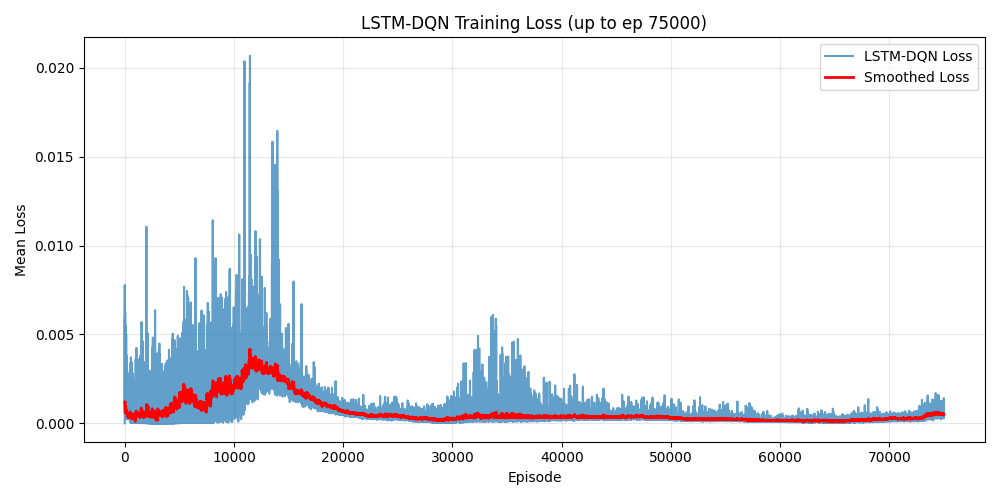 LSTM-DQN Training Loss (up to ep 75000)
LSTM-DQN Loss
Smoothed Loss
Mean Loss
0.020
0.015
0.010
0.005
0.000
0 10000 20000 30000 40000 50000 60000 70000
Episode